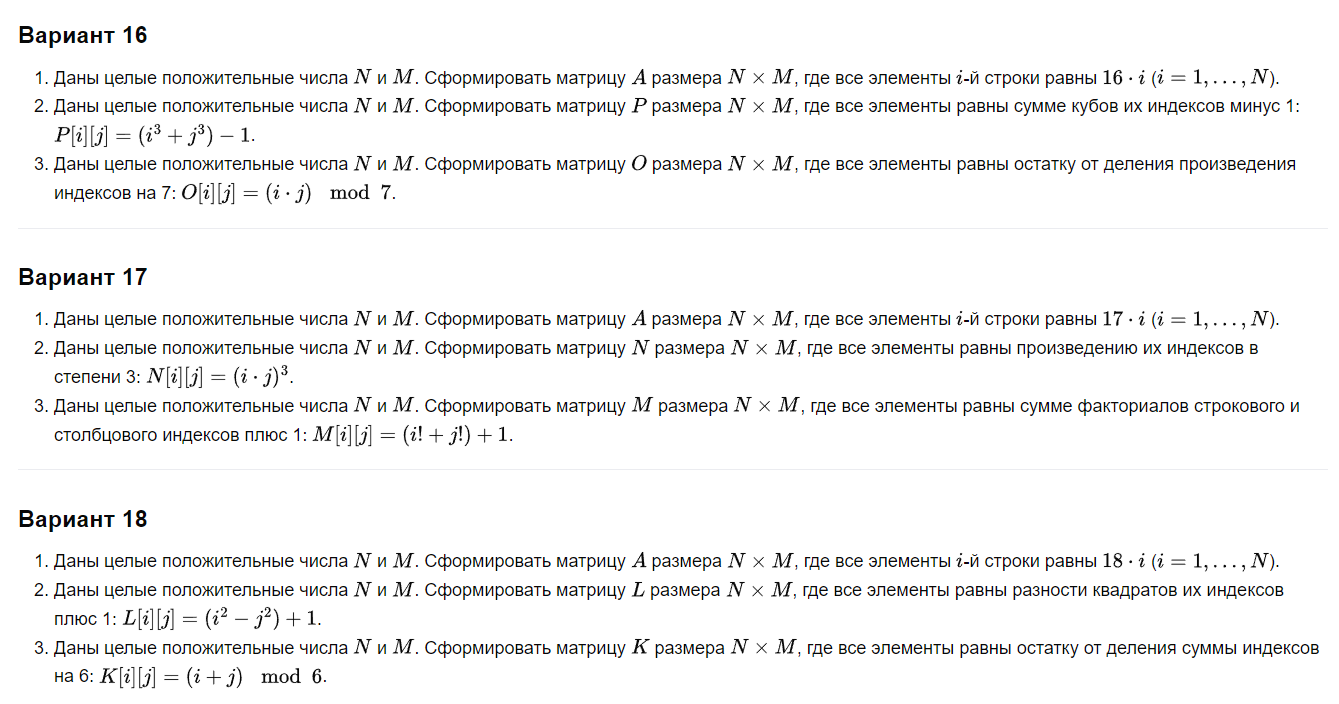 Вариант 16
1. Даны целые положительные числа N и M. Сформировать матрицу A размера N × M, где все элементы i-й строки равны 16 · i (i = 1, . . . , N).
2. Даны целые положительные числа N и M. Сформировать матрицу P размера N × M, где все элементы равны сумме кубов их индексов минус 1:
P[i][j] = (i³ + j³) − 1.
3. Даны целые положительные числа N и M. Сформировать матрицу O размера N × M, где все элементы равны остатку от деления произведения
индексов на 7: O[i][j] = (i · j) mod 7.
Вариант 17
1. Даны целые положительные числа N и M. Сформировать матрицу A размера N × M, где все элементы i-й строки равны 17 · i (i = 1, . . . , N).
2. Даны целые положительные числа N и M. Сформировать матрицу N размера N × M, где все элементы равны произведению их индексов в
степени 3: N[i][j] = (i · j)³.
3. Даны целые положительные числа N и M. Сформировать матрицу M размера N × M, где все элементы равны сумме факториалов строкового и
столбцового индексов плюс 1: M[i][j] = (i! + j!) + 1.
Вариант 18
1. Даны целые положительные числа N и M. Сформировать матрицу A размера N × M, где все элементы i-й строки равны 18 · i (i = 1, . . . , N).
2. Даны целые положительные числа N и M. Сформировать матрицу L размера N × M, где все элементы равны разности квадратов их индексов
плюс 1: L[i][j] = (i² − j²) + 1.
3. Даны целые положительные числа N и M. Сформировать матрицу K размера N × M, где все элементы равны остатку от деления суммы индексов
на 6: K[i][j] = (i + j) mod 6.